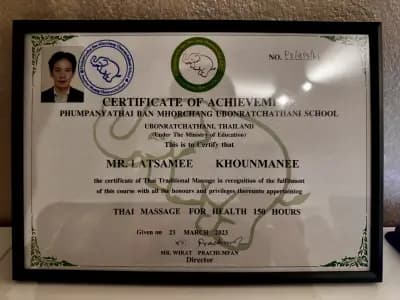 NO.
CERTIFICATE OF ACHIEVEMENT
PHUMPANYATHAI BAN MHORCHANG UBONRATCHATHANI SCHOOL
UBONRATCHATHANI, THAILAND
(Under The Ministry of Education)
This is to Certify that
MR. LATSAMEE KHOUNMANEE
the certificate of Thai Traditional Massage in recognition of the fulfillment
of this course with all the honours and privileges thereunto appertaining
THAI MASSAGE FOR HEALTH 150 HOURS
Given on 23 MARCH 2023
MR. WIRAT PRACHUMPAN
Director